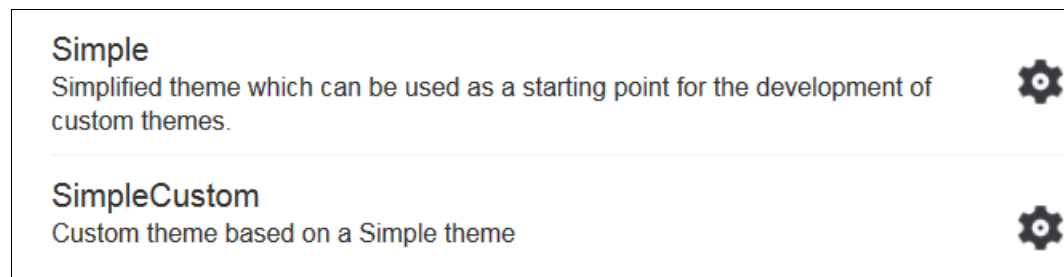 Simple
Simplified theme which can be used as a starting point for the development of
custom themes.
SimpleCustom
Custom theme based on a Simple theme